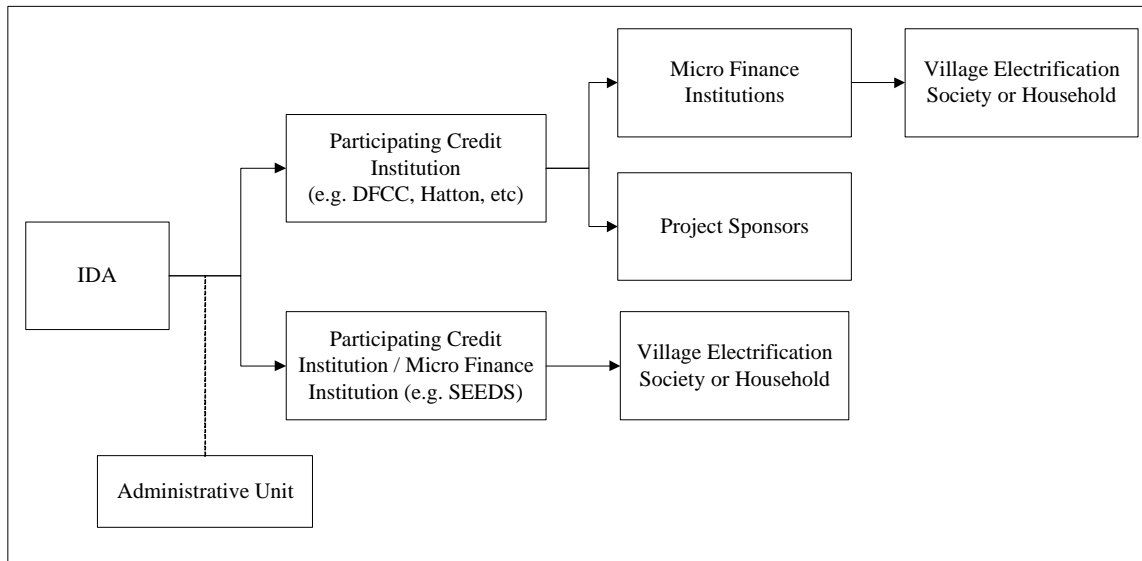 Micro Finance
Institutions
Village Electrification
Society or Household
Participating Credit
Institution
(e.g. DFCC, Hatton, etc)
Project Sponsors
IDA
Participating Credit
Institution / Micro Finance
Institution (e.g. SEEDS)
Village Electrification
Society or Household
Administrative Unit